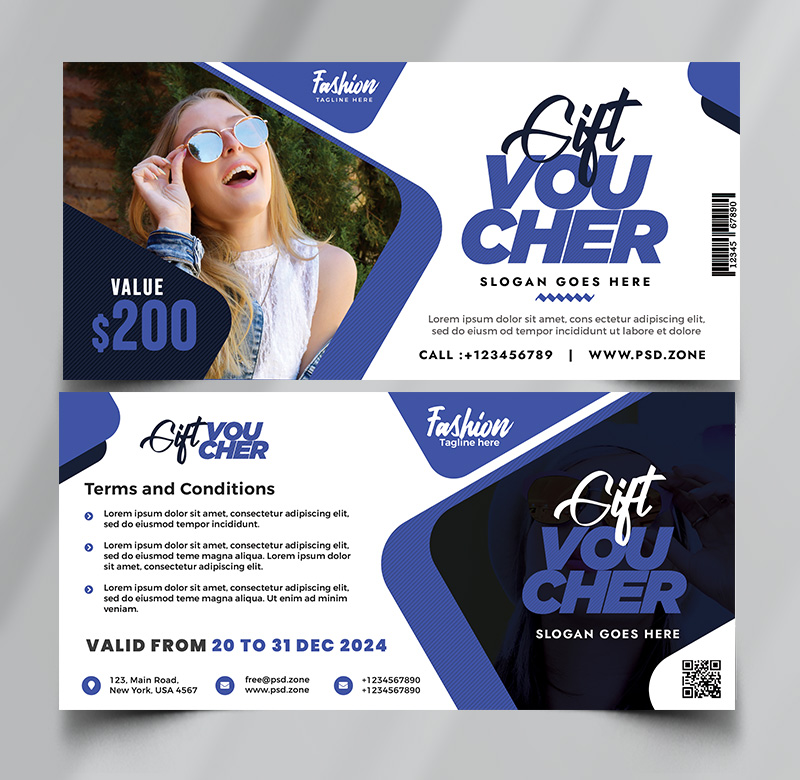 Fashion
TAGLINE HERE
Gift
VOU
CHER
SLOGAN GOES HERE
Lorem ipsum dolor sit amet, cons ectetur adipiscing elit,
sed do eiusm od tempor incididunt ut labore et dolore
CALL :+123456789 | WWW.PSD.ZONE
12345 67890
VALUE
$200
Gift VOU
CHER
Terms and Conditions
Lorem ipsum dolor sit amet, consectetur adipiscing elit,
sed do eiusmod tempor incididunt.
Lorem ipsum dolor sit amet, consectetur adipiscing elit,
sed do eiusmod teme magna aliqua. Lorem ipsum dolor
sit amet, consectetur adipiscing elit.
Lorem ipsum dolor sit amet, consectetur adipiscing elit,
sed do eiusmod teme magna aliqua. Ut enim ad minim
veniam.
VALID FROM 20 TO 31 DEC 2024
123, Main Road,
New York, USA 4567
free@psd.zone
www.psd.zone
+1234567890
+1234567890
Fashion
Tagline here
Gift
VOU
CHER
SLOGAN GOES HERE